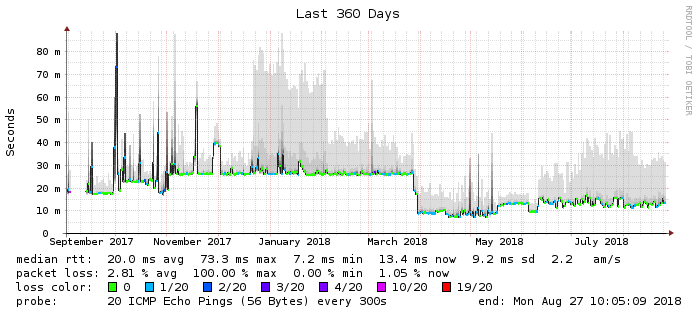 Last 360 Days
RRDTOOL / TOBI OETIKER
Seconds
80 m
70 m
60 m
50 m
40 m
30 m
20 m
10 m
0
September 2017 November 2017 January 2018 March 2018 May 2018 July 2018
median rtt: 20.0 ms avg 73.3 ms max 7.2 ms min 13.4 ms now 9.2 ms sd 2.2 am/s
packet loss: 2.81 % avg 100.00 % max 0.00 % min 1.05 % now
loss color: 0 1/20 2/20 3/20 4/20 10/20 19/20
probe: 20 ICMP Echo Pings (56 Bytes) every 300s end: Mon Aug 27 10:05:09 2018